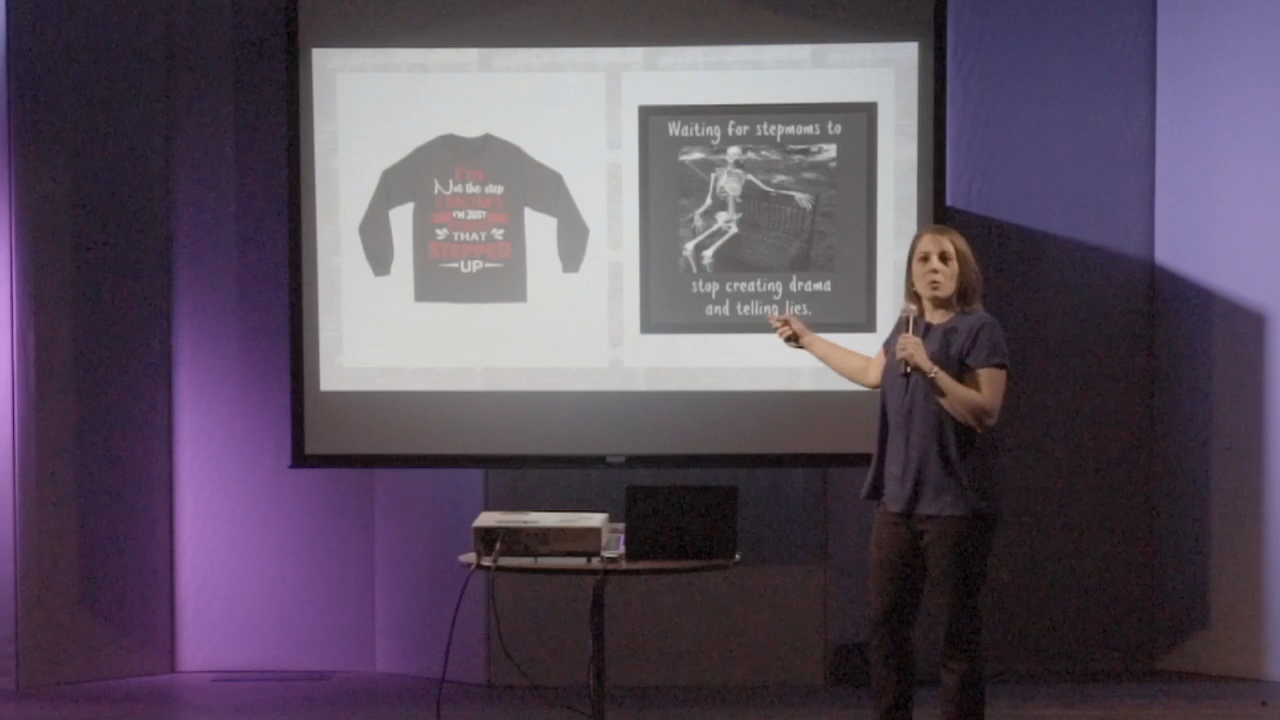 I'm
Not the step
MOM
I'M JUST
THAT
STEPPED
UP
Waiting for stepmoms to
stop creating drama
and telling lies.